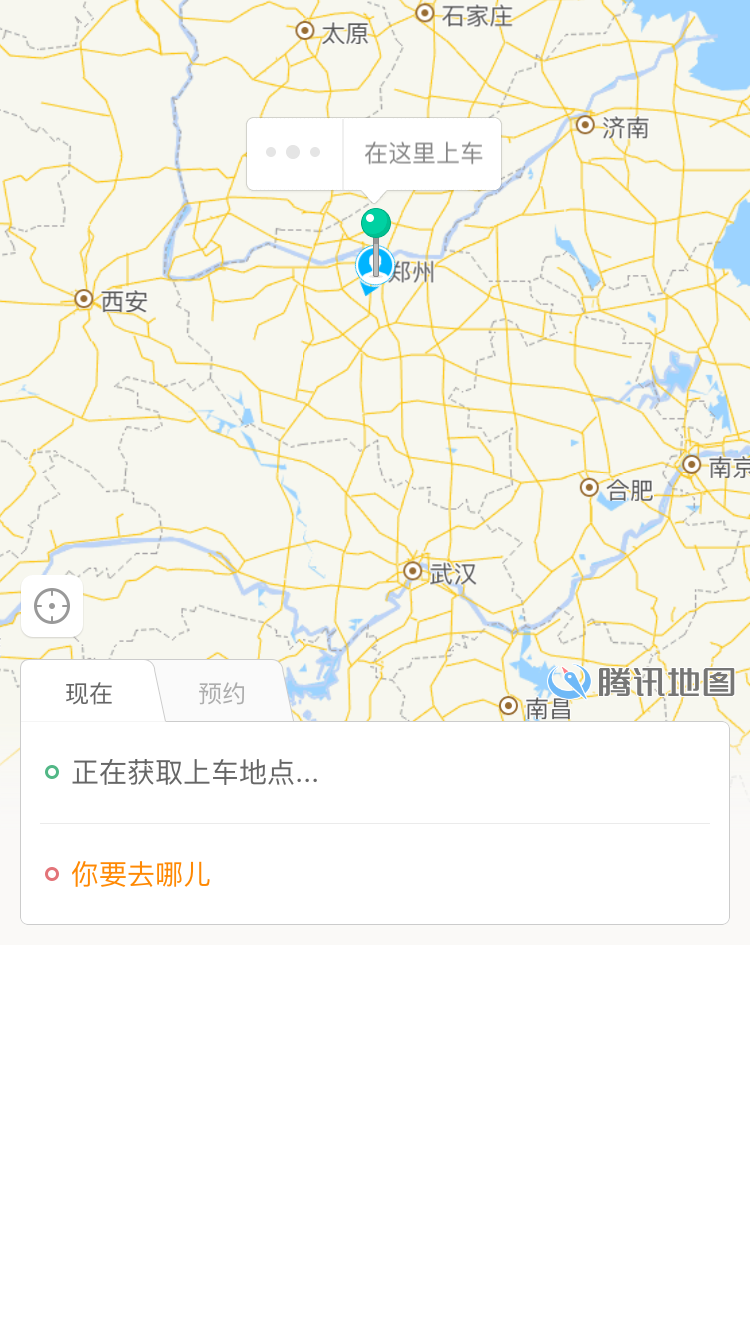 石家庄
太原
济南
在这里上车
郑州
西安
南京
合肥
武汉
腾讯地图
南昌
现在
预约
正在获取上车地点...
你要去哪儿